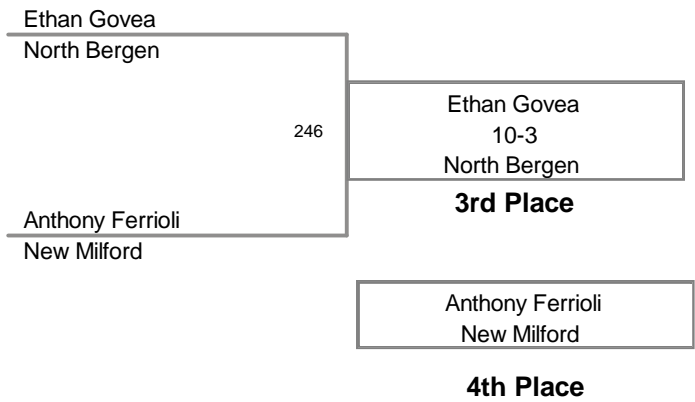 Ethan Govea
North Bergen
246
Ethan Govea
10-3
North Bergen
3rd Place
Anthony Ferrioli
New Milford
Anthony Ferrioli
New Milford
4th Place